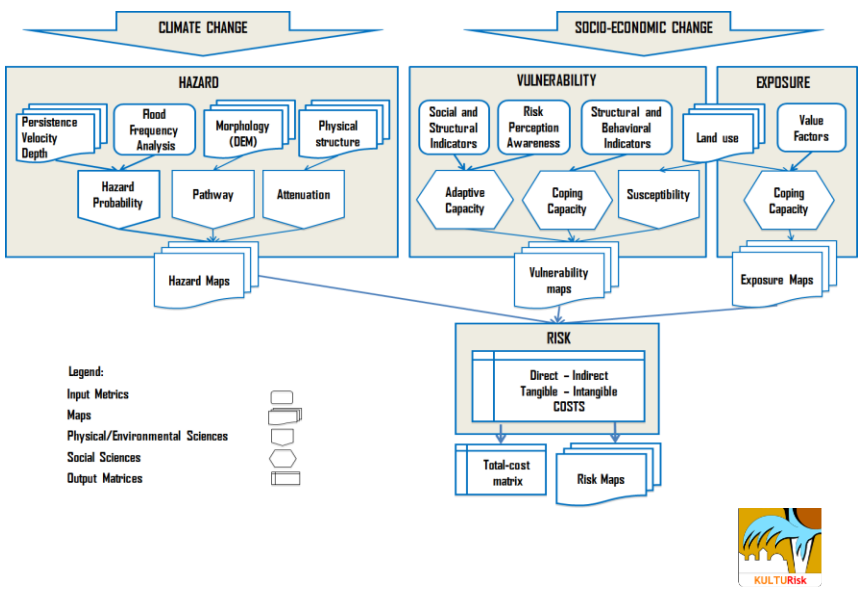 CLIMATE CHANGE
SOCIO-ECONOMIC CHANGE
HAZARD
Persistence
Velocity
Depth
Flood
Frequency
Analysis
Morphology
(DEM)
Physical
structure
Hazard
Probability
Pathway
Attenuation
Hazard Maps
VULNERABILITY
Social and
Structural
Indicators
Risk
Perception
Awareness
Structural and
Behavioral
Indicators
Land use
Adaptive
Capacity
Coping
Capacity
Susceptibility
Vulnerability
maps
EXPOSURE
Value
Factors
Coping
Capacity
Exposure Maps
RISK
Direct – Indirect
Tangible – Intangible
COSTS
Total-cost
matrix
Risk Maps
Legend:
Input Metrics
Maps
Physical/Environmental Sciences
Social Sciences
Output Matrices
KULTURisk